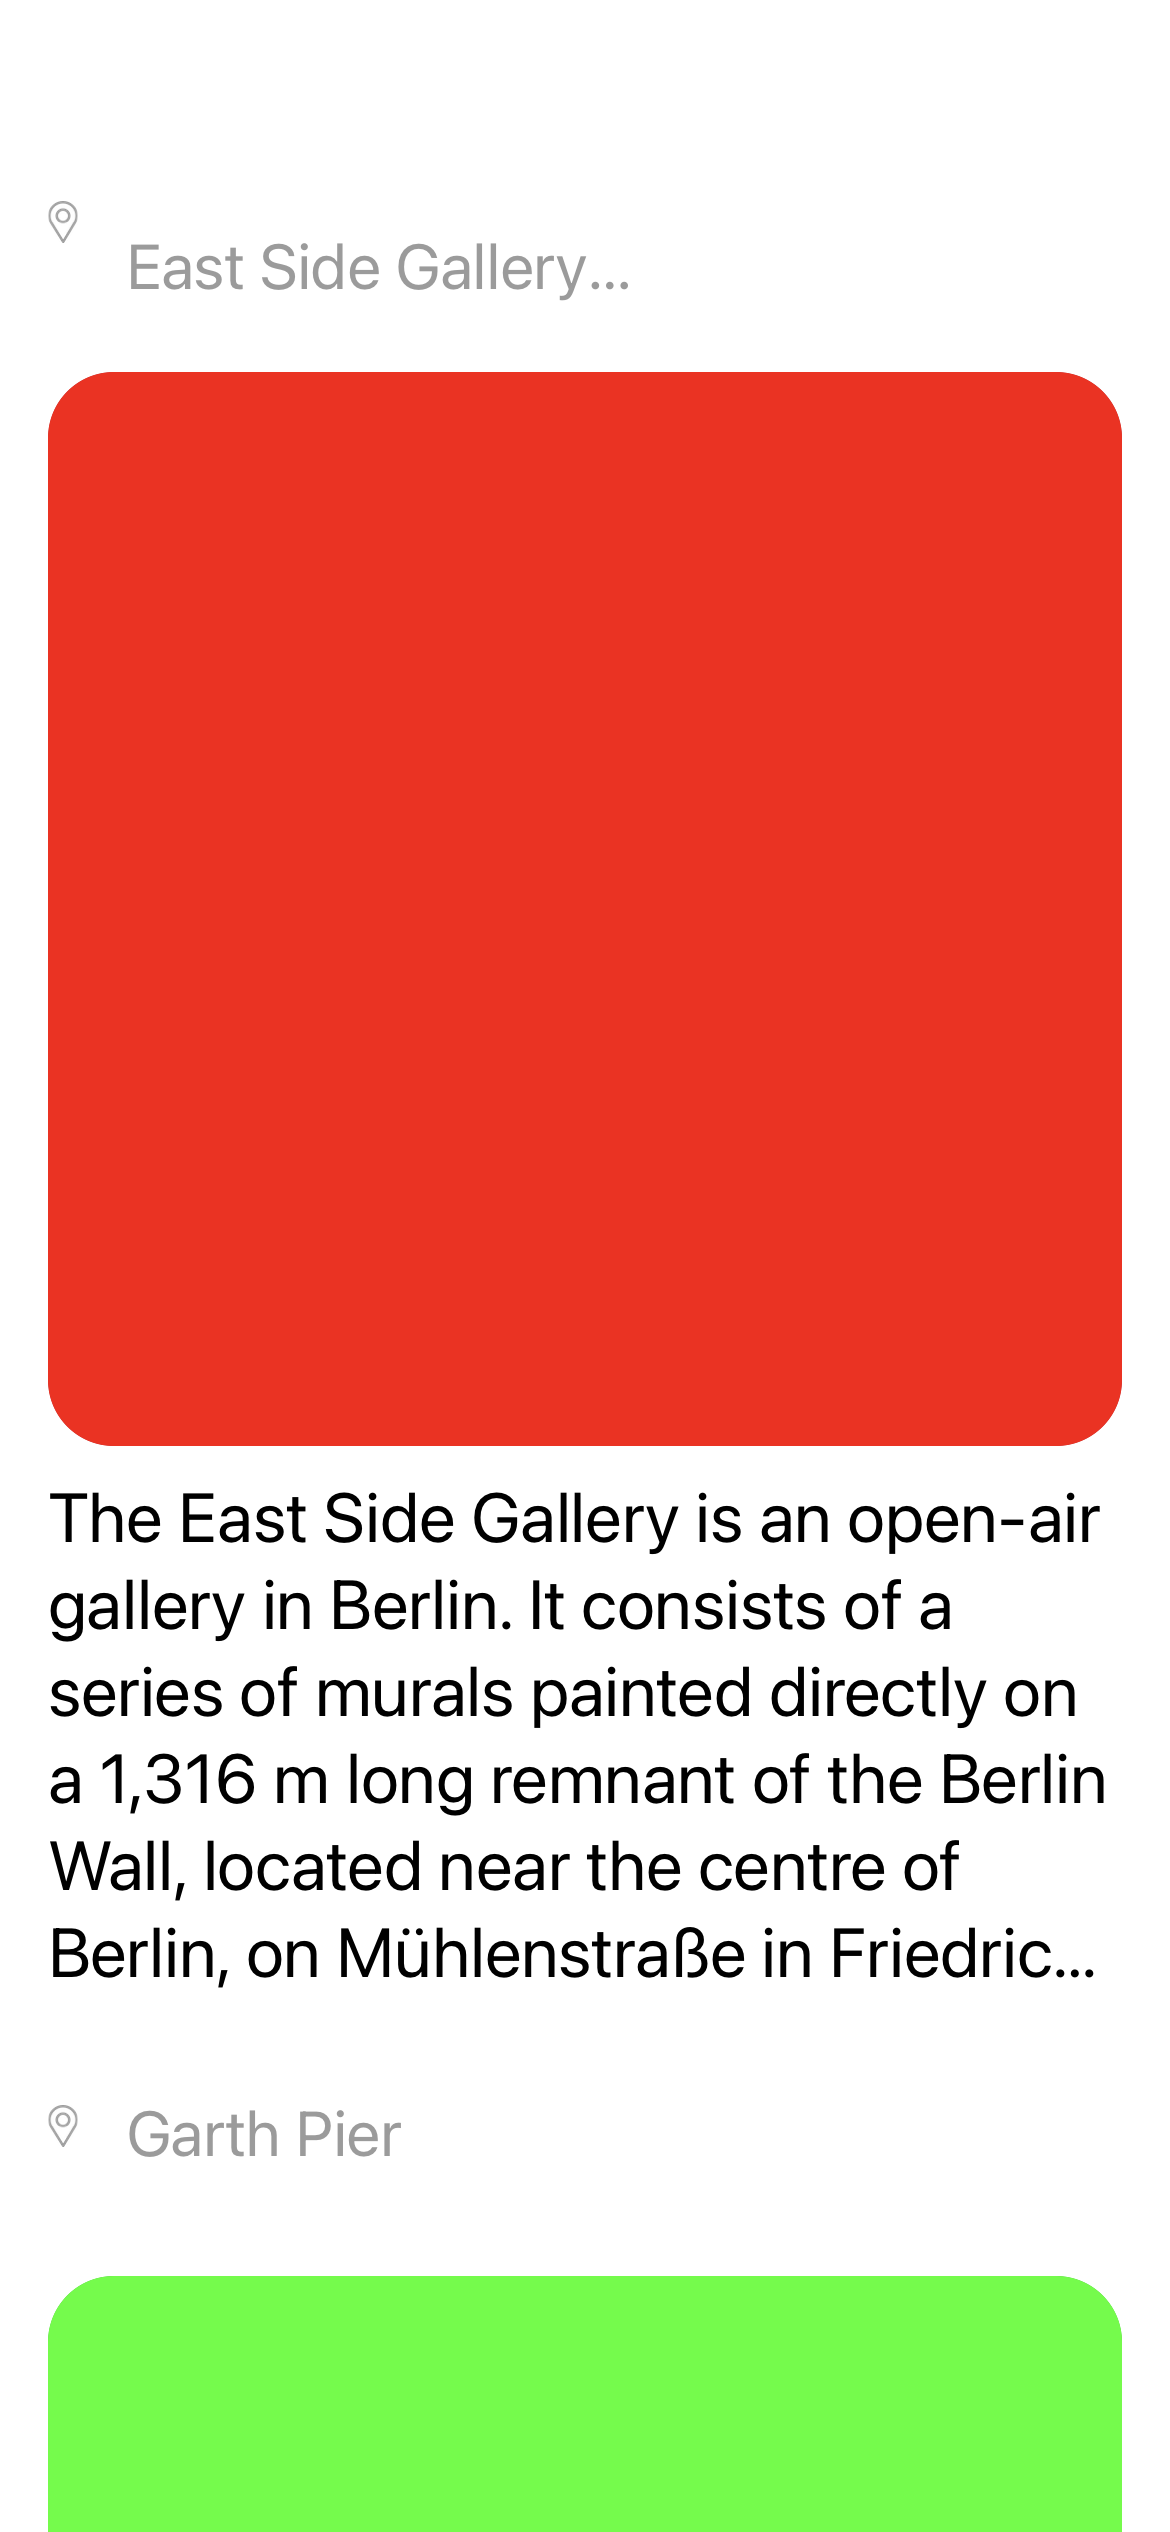 East Side Gallery...
The East Side Gallery is an open-air
gallery in Berlin. It consists of a
series of murals painted directly on
a 1,316 m long remnant of the Berlin
Wall, located near the centre of
Berlin, on Mühlenstraße in Friedric...
Garth Pier